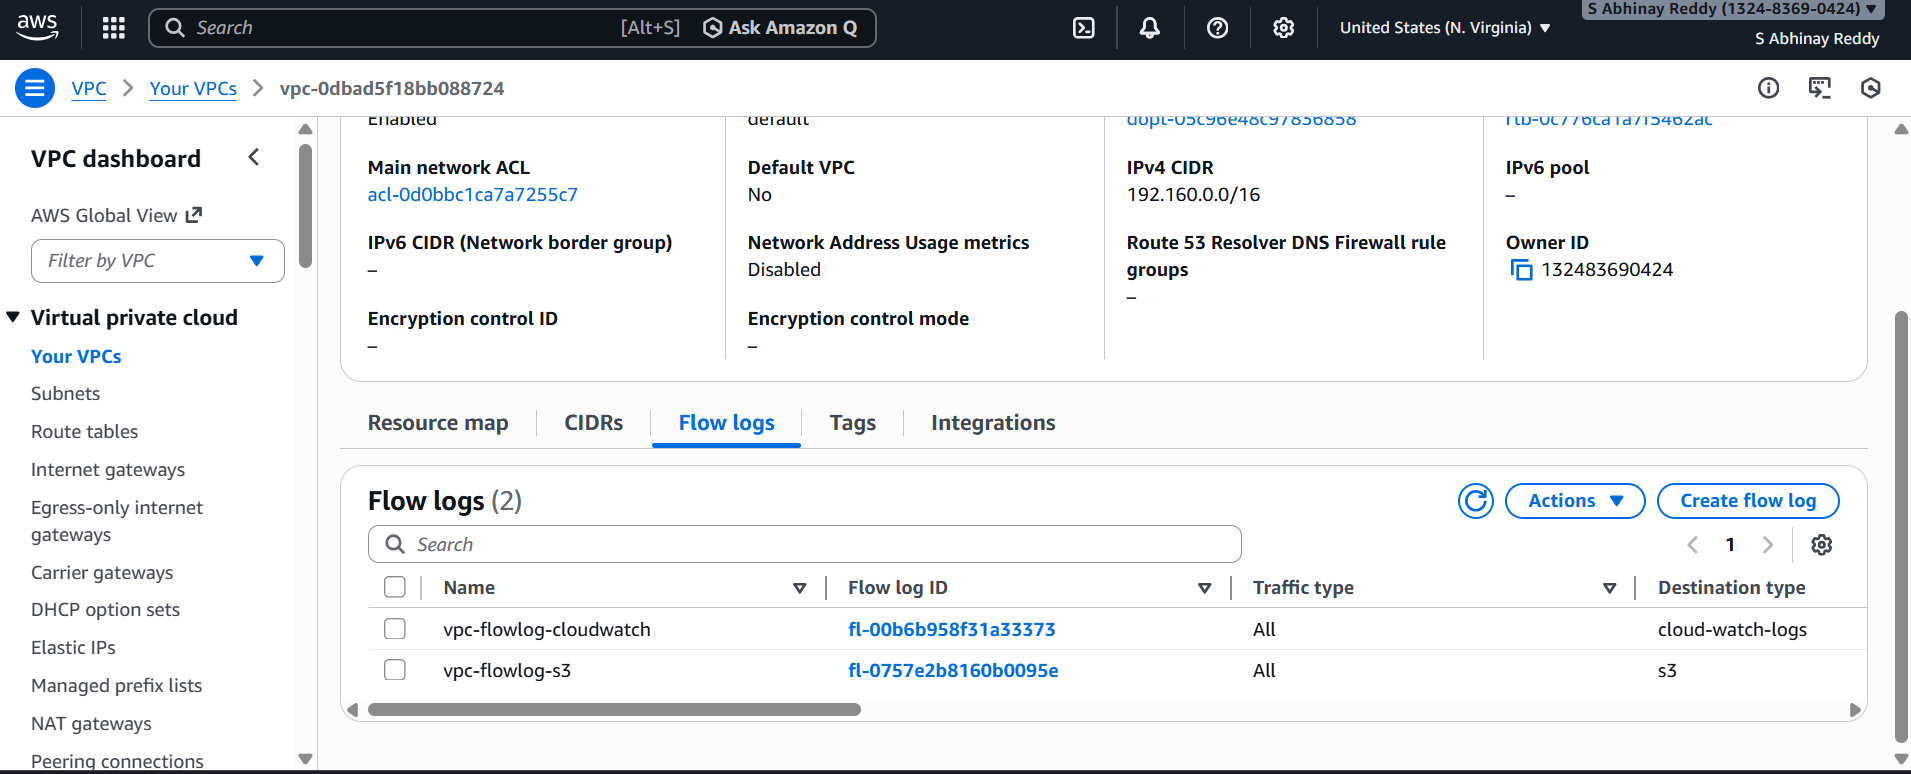 aws
Search
[Alt+S]
Ask Amazon Q
United States (N. Virginia)
S Abhinay Reddy (1324-8369-0424)
S Abhinay Reddy
VPC
Your VPCs
vpc-0dbad5f18bb088724
VPC dashboard
AWS Global View
Filter by VPC
Virtual private cloud
Your VPCs
Subnets
Route tables
Internet gateways
Egress-only internet
gateways
Carrier gateways
DHCP option sets
Elastic IPs
Managed prefix lists
NAT gateways
Peering connections
Enabled
default
dopt-05c96e48c97836858
rtb-0c776ca1a7f5462ac
Main network ACL
acl-0d0bbc1ca7a7255c7
Default VPC
No
IPv4 CIDR
192.160.0.0/16
IPv6 pool
–
IPv6 CIDR (Network border group)
–
Network Address Usage metrics
Disabled
Route 53 Resolver DNS Firewall rule
groups
–
Owner ID
132483690424
Encryption control ID
–
Encryption control mode
–
Resource map
CIDRs
Flow logs
Tags
Integrations
Flow logs (2)
Actions
Create flow log
Search
1
Name
Flow log ID
Traffic type
Destination type
vpc-flowlog-cloudwatch
fl-00b6b958f31a33373
All
cloud-watch-logs
vpc-flowlog-s3
fl-0757e2b8160b0095e
All
s3